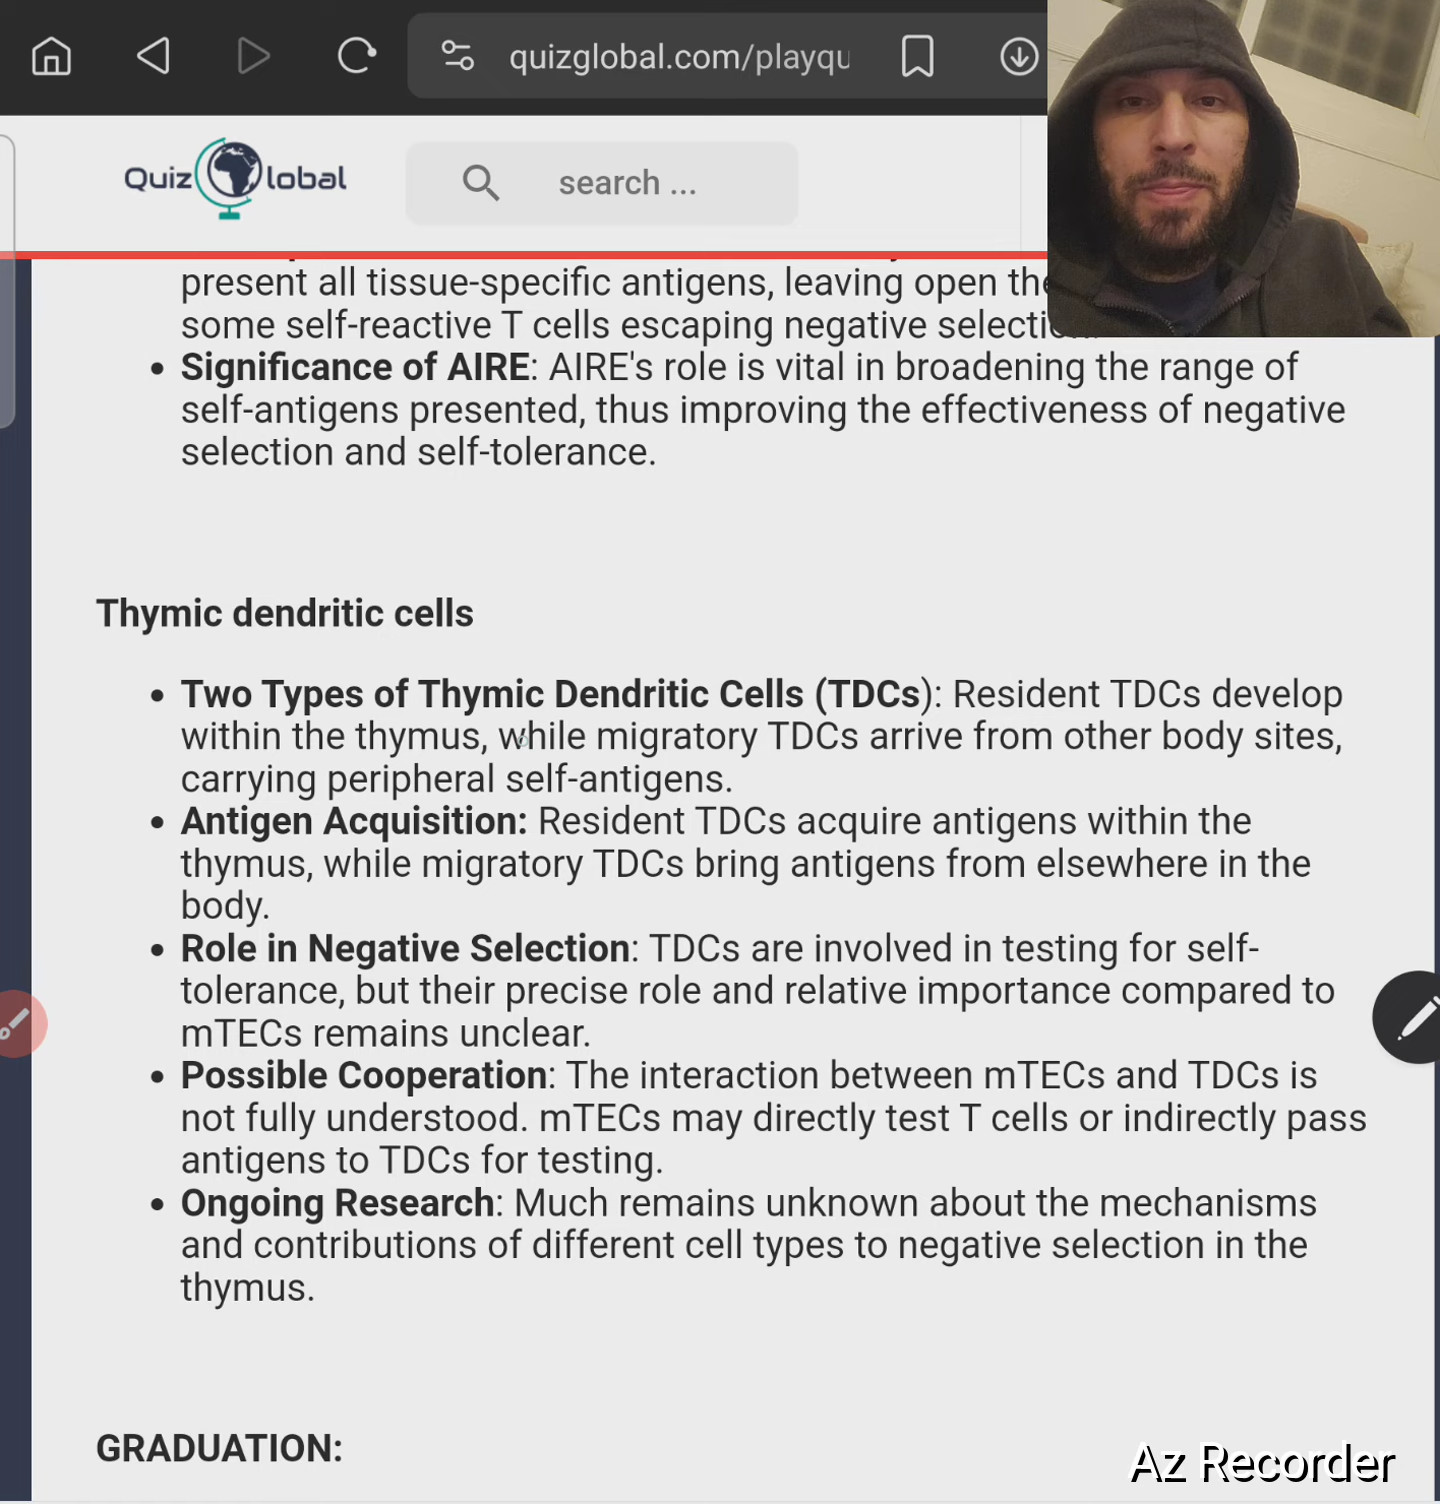 quizglobal.com/playqu
Quiz lobal
search ...
present all tissue-specific antigens, leaving open the
some self-reactive T cells escaping negative
Significance of AIRE: AIRE's role is vital in broadening the range of
self-antigens presented, thus improving the effectiveness of negative
selection and self-tolerance.
Thymic dendritic cells
Two Types of Thymic Dendritic Cells (TDCs): Resident TDCs develop
within the thymus, while migratory TDCs arrive from other body sites,
carrying peripheral self-antigens.
Antigen Acquisition: Resident TDCs acquire antigens within the
thymus, while migratory TDCs bring antigens from elsewhere in the
body.
Role in Negative Selection: TDCs are involved in testing for self-
tolerance, but their precise role and relative importance compared to
mTECs remains unclear.
Possible Cooperation: The interaction between mTECs and TDCs is
not fully understood. mTECs may directly test T cells or indirectly pass
antigens to TDCs for testing.
Ongoing Research: Much remains unknown about the mechanisms
and contributions of different cell types to negative selection in the
thymus.
GRADUATION:
Az Recorder